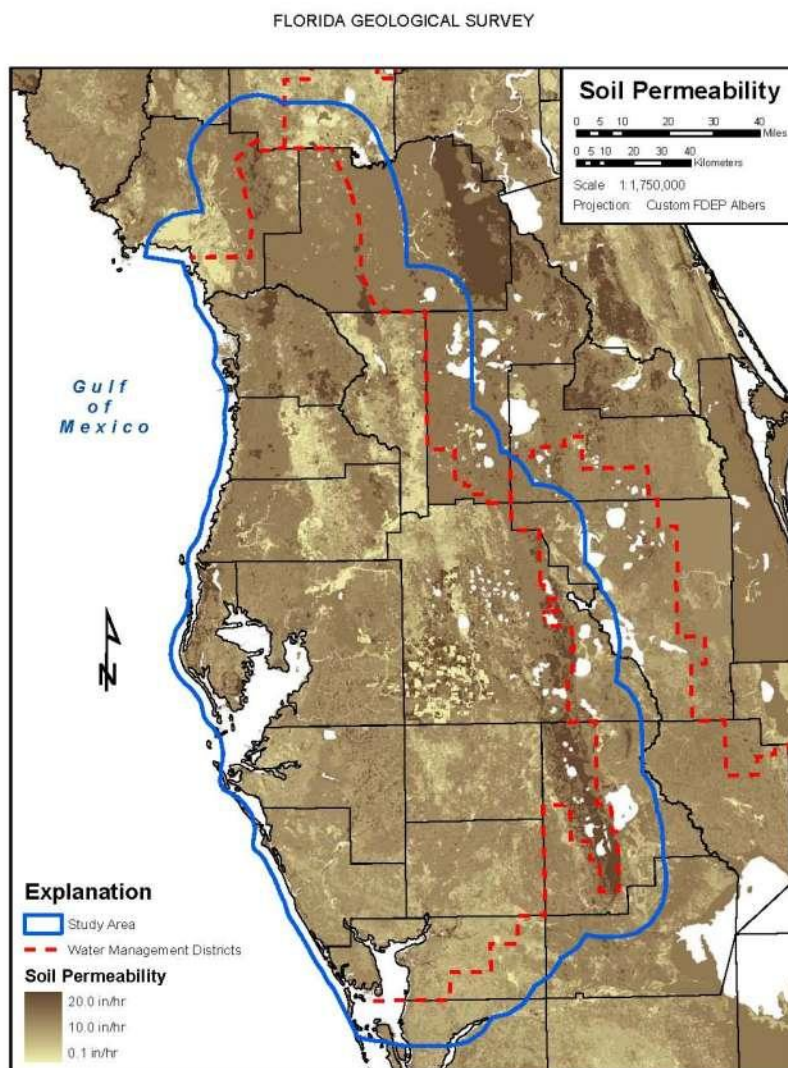 FLORIDA GEOLOGICAL SURVEY
Soil Permeability
0 5 10 20 30 40
Miles
0 5 10 20 30 40
Kilometers
Scale 1:1,750,000
Projection: Custom FDEP Albers
Gulf
of
Mexico
N
Explanation
Study Area
Water Management Districts
Soil Permeability
20.0 in/hr
10.0 in/hr
0.1 in/hr